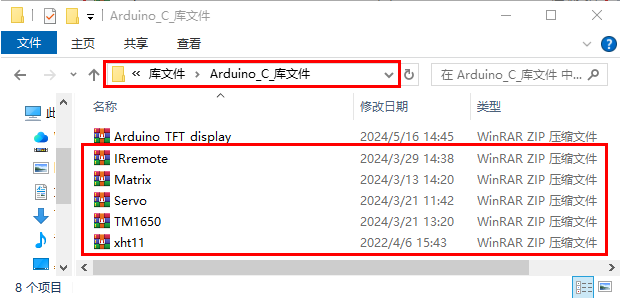 Arduino_C_库文件
文件 主页 共享 查看
« 库文件 › Arduino_C_库文件 在 Arduino_C_库文件 中...
名称 修改日期 类型
Arduino_TFT_display 2024/5/16 14:45 WinRAR ZIP 压缩文件
IRremote 2024/3/29 14:38 WinRAR ZIP 压缩文件
Matrix 2024/3/13 14:20 WinRAR ZIP 压缩文件
Servo 2024/3/21 11:42 WinRAR ZIP 压缩文件
TM1650 2024/3/21 13:20 WinRAR ZIP 压缩文件
xht11 2022/4/6 15:43 WinRAR ZIP 压缩文件
8 个项目